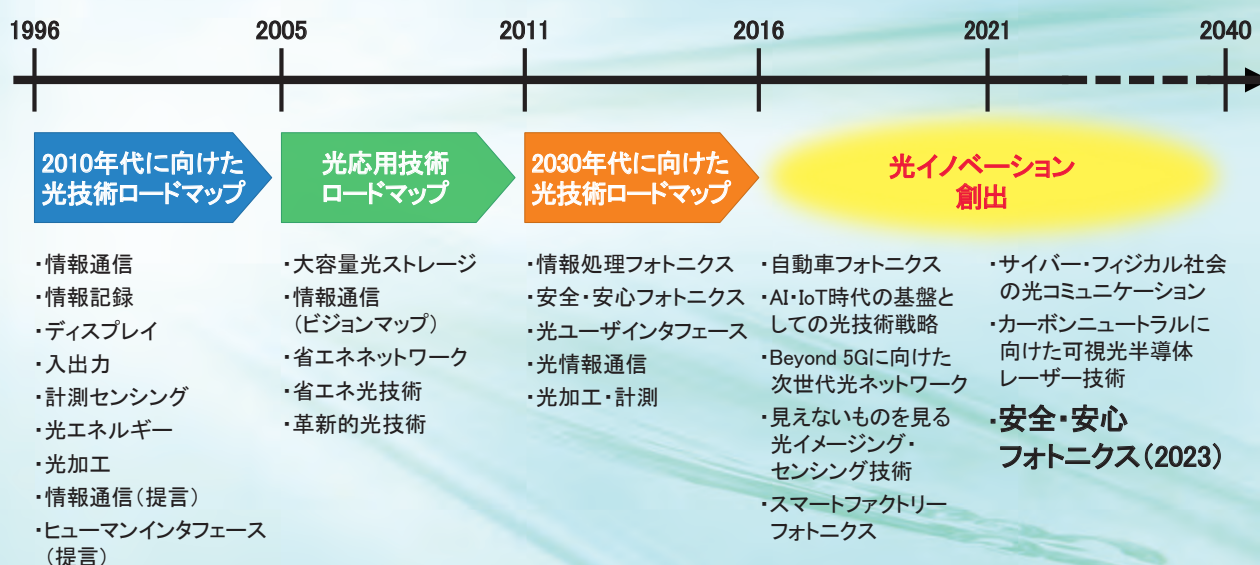 1996
2005
2011
2016
2021
2040
2010年代に向けた
光技術ロードマップ
光応用技術
ロードマップ
2030年代に向けた
光技術ロードマップ
光イノベーション
創出
・情報通信
・情報記録
・ディスプレイ
・入出力
・計測センシング
・光エネルギー
・光加工
・情報通信（提言）
・ヒューマンインタフェース
（提言）
・大容量光ストレージ
・情報通信
（ビジョンマップ）
・省エネネットワーク
・省エネ光技術
・革新的光技術
・情報処理フォトニクス
・安全・安心フォトニクス
・光ユーザインタフェース
・光情報通信
・光加工・計測
・自動車フォトニクス
・AI・IoT時代の基盤と
しての光技術戦略
・Beyond 5Gに向けた
次世代光ネットワーク
・見えないものを見る
光イメージング・
センシング技術
・スマートファクトリー
フォトニクス
・サイバー・フィジカル社会
の光コミュニケーション
・カーボンニュートラルに
向けた可視光半導体
レーザー技術
・安全・安心
フォトニクス（2023）